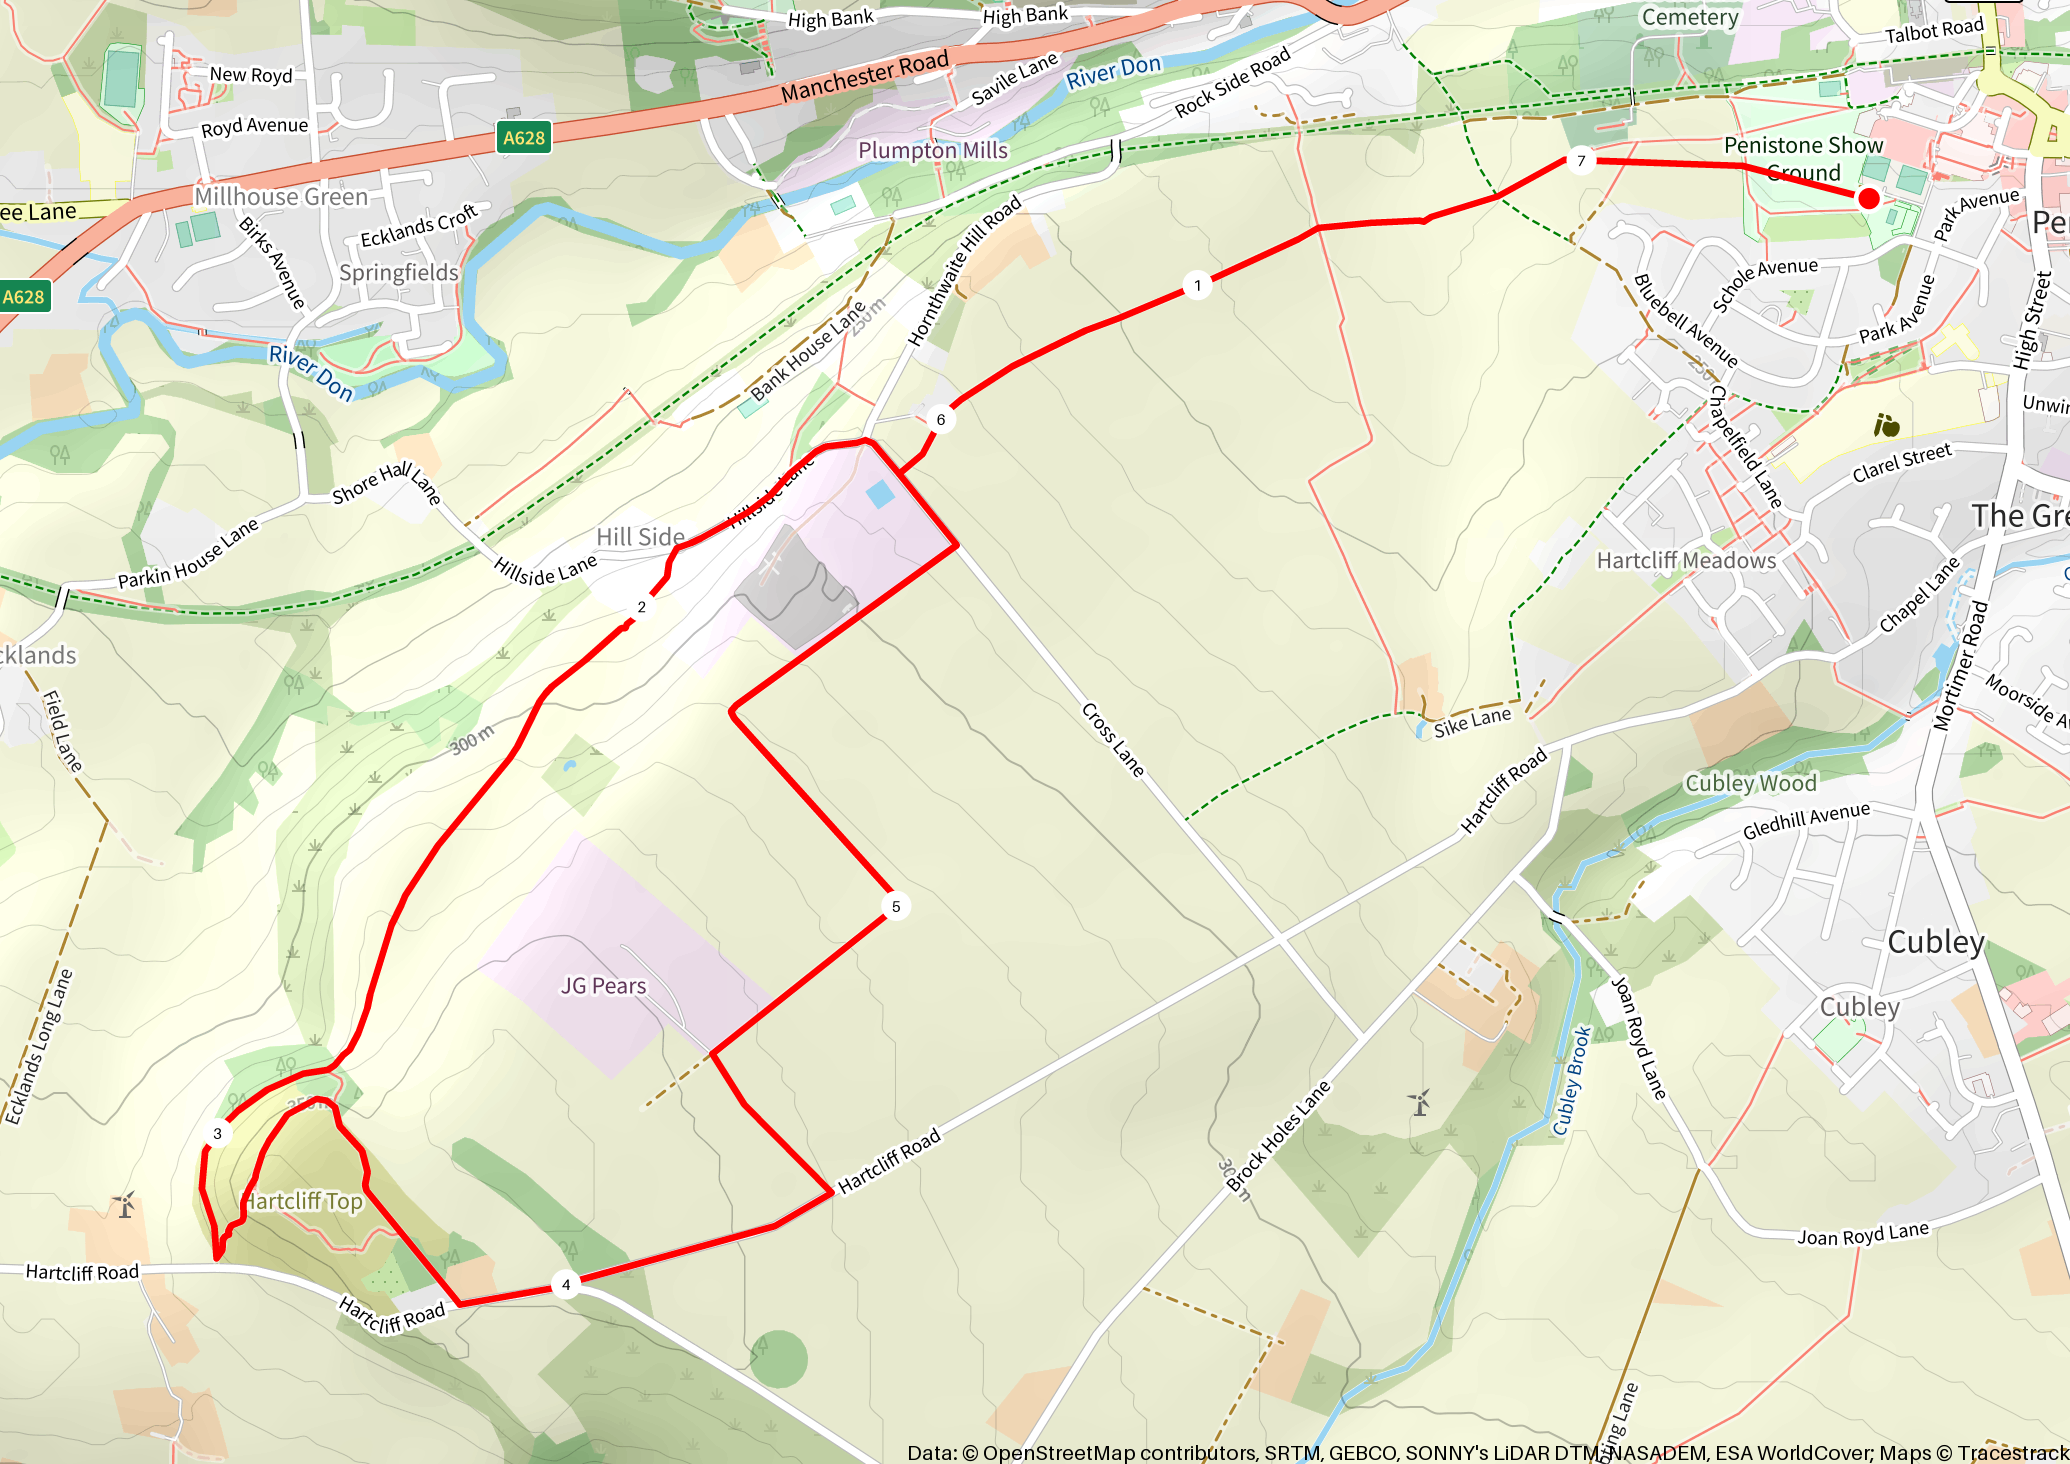 High Bank
High Bank
Cemetery
Talbot Road
New Royd
Manchester Road
Savile Lane
River Don
Rock Side Road
Royd Avenue
A628
Plumpton Mills
Penistone Show
Ground
7
Millhouse Green
ee Lane
Birks Avenue
Ecklands Croft
Springfields
Hornthwaite Hill Road
Park Avenue
Pe
A628
1
Schole Avenue
Bluebell Avenue
Park Avenue
High Street
250 m
Bank House Lane
River Don
250
6
Chapelfield Lane
Unwin
Clarel Street
Shore Hall Lane
Hillside Lane
Hill Side
The Gre
Parkin House Lane
Hillside Lane
Hartcliff Meadows
2
Chapel Lane
cklands
Field Lane
Mortimer Road
Moorside Av
300 m
Cross Lane
Sike Lane
Hartcliff Road
Cubley Wood
Gledhill Avenue
5
Cubley
JG Pears
Cubley
Ecklands Long Lane
Joan Royd Lane
Cubley Brook
350 m
3
Hartcliff Road
Brock Holes Lane
300 m
Hartcliff Top
Joan Royd Lane
Hartcliff Road
4
Hartcliff Road
oting Lane
Data: © OpenStreetMap contributors, SRTM, GEBCO, SONNY's LiDAR DTM, NASADEM, ESA WorldCover; Maps © Tracestrack